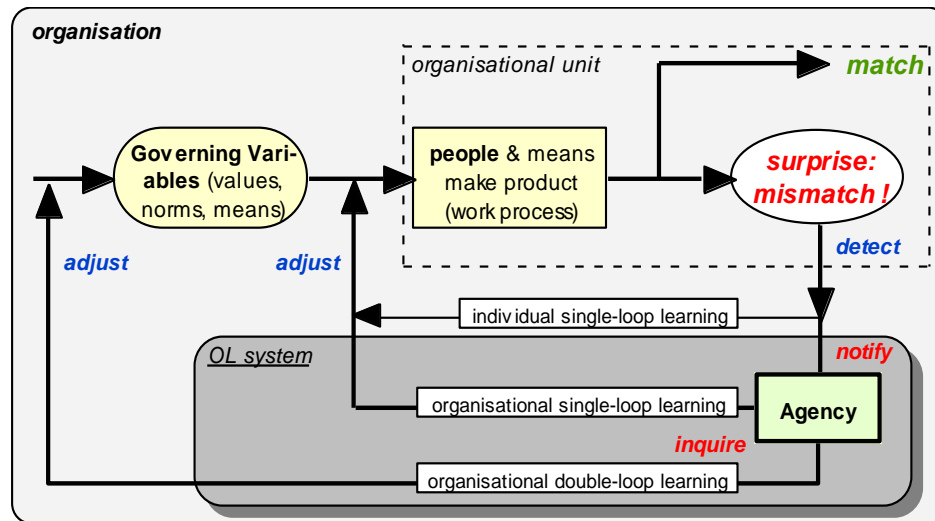 organisation
organisational unit
match
Governing Vari-
ables (values,
norms, means)
people & means
make product
(work process)
surprise:
mismatch !
adjust
adjust
detect
individual single-loop learning
OL system
notify
organisational single-loop learning
Agency
inquire
organisational double-loop learning